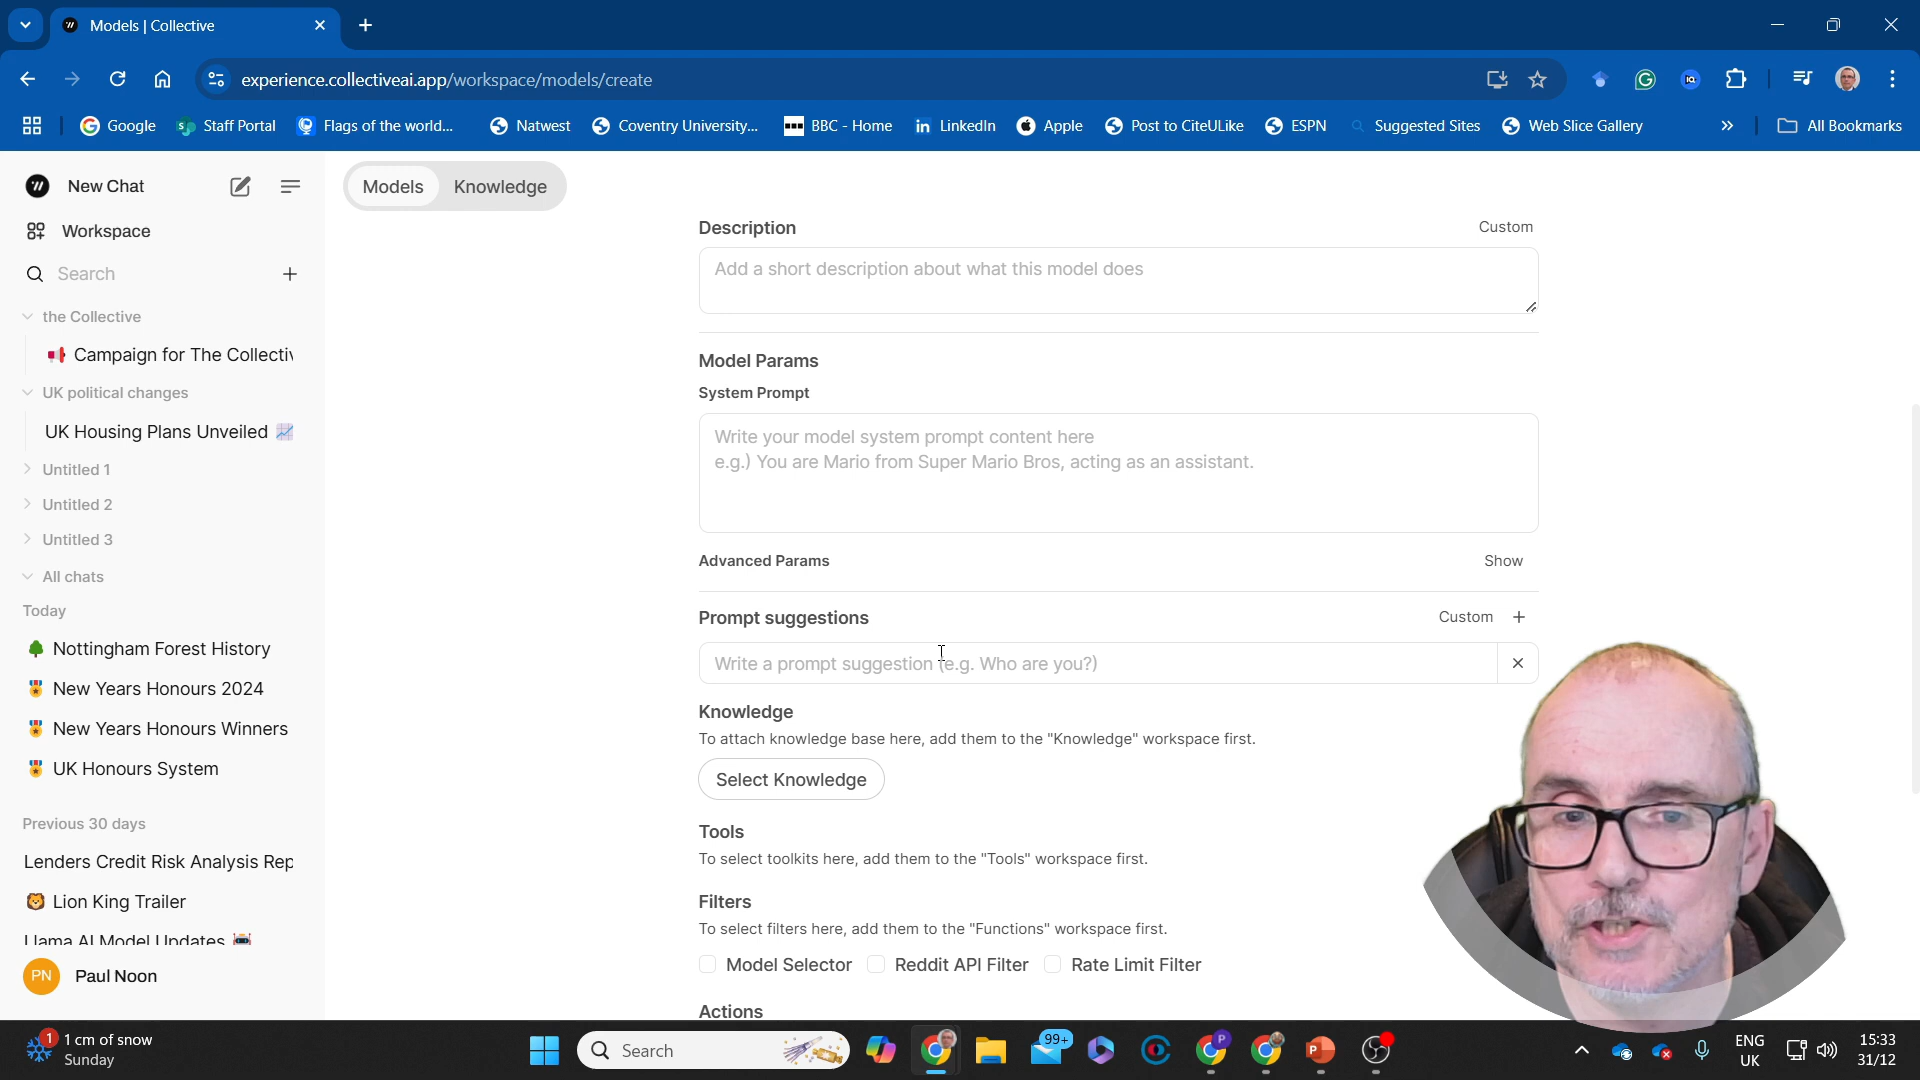 Models | Collective
experience.collectiveai.app/workspace/models/create
Google
Staff Portal
Flags of the world...
Natwest
Coventry University...
BBC - Home
LinkedIn
Apple
Post to CiteULike
ESPN
Suggested Sites
Web Slice Gallery
All Bookmarks
New Chat
Workspace
Search
the Collective
Campaign for The Collectiv
UK political changes
UK Housing Plans Unveiled
Untitled 1
Untitled 2
Untitled 3
All chats
Today
Nottingham Forest History
New Years Honours 2024
New Years Honours Winners
UK Honours System
Previous 30 days
Lenders Credit Risk Analysis Rep
Lion King Trailer
Llama AI Model Updates
PN
Paul Noon
Models
Knowledge
Description
Custom
Add a short description about what this model does
Model Params
System Prompt
Write your model system prompt content here
e.g.) You are Mario from Super Mario Bros, acting as an assistant.
Advanced Params
Show
Prompt suggestions
Custom
Write a prompt suggestion (e.g. Who are you?)
Knowledge
To attach knowledge base here, add them to the "Knowledge" workspace first.
Select Knowledge
Tools
To select toolkits here, add them to the "Tools" workspace first.
Filters
To select filters here, add them to the "Functions" workspace first.
Model Selector
Reddit API Filter
Rate Limit Filter
Actions
1
1 cm of snow
Sunday
Search
99+
P
ENG
UK
15:33
31/12